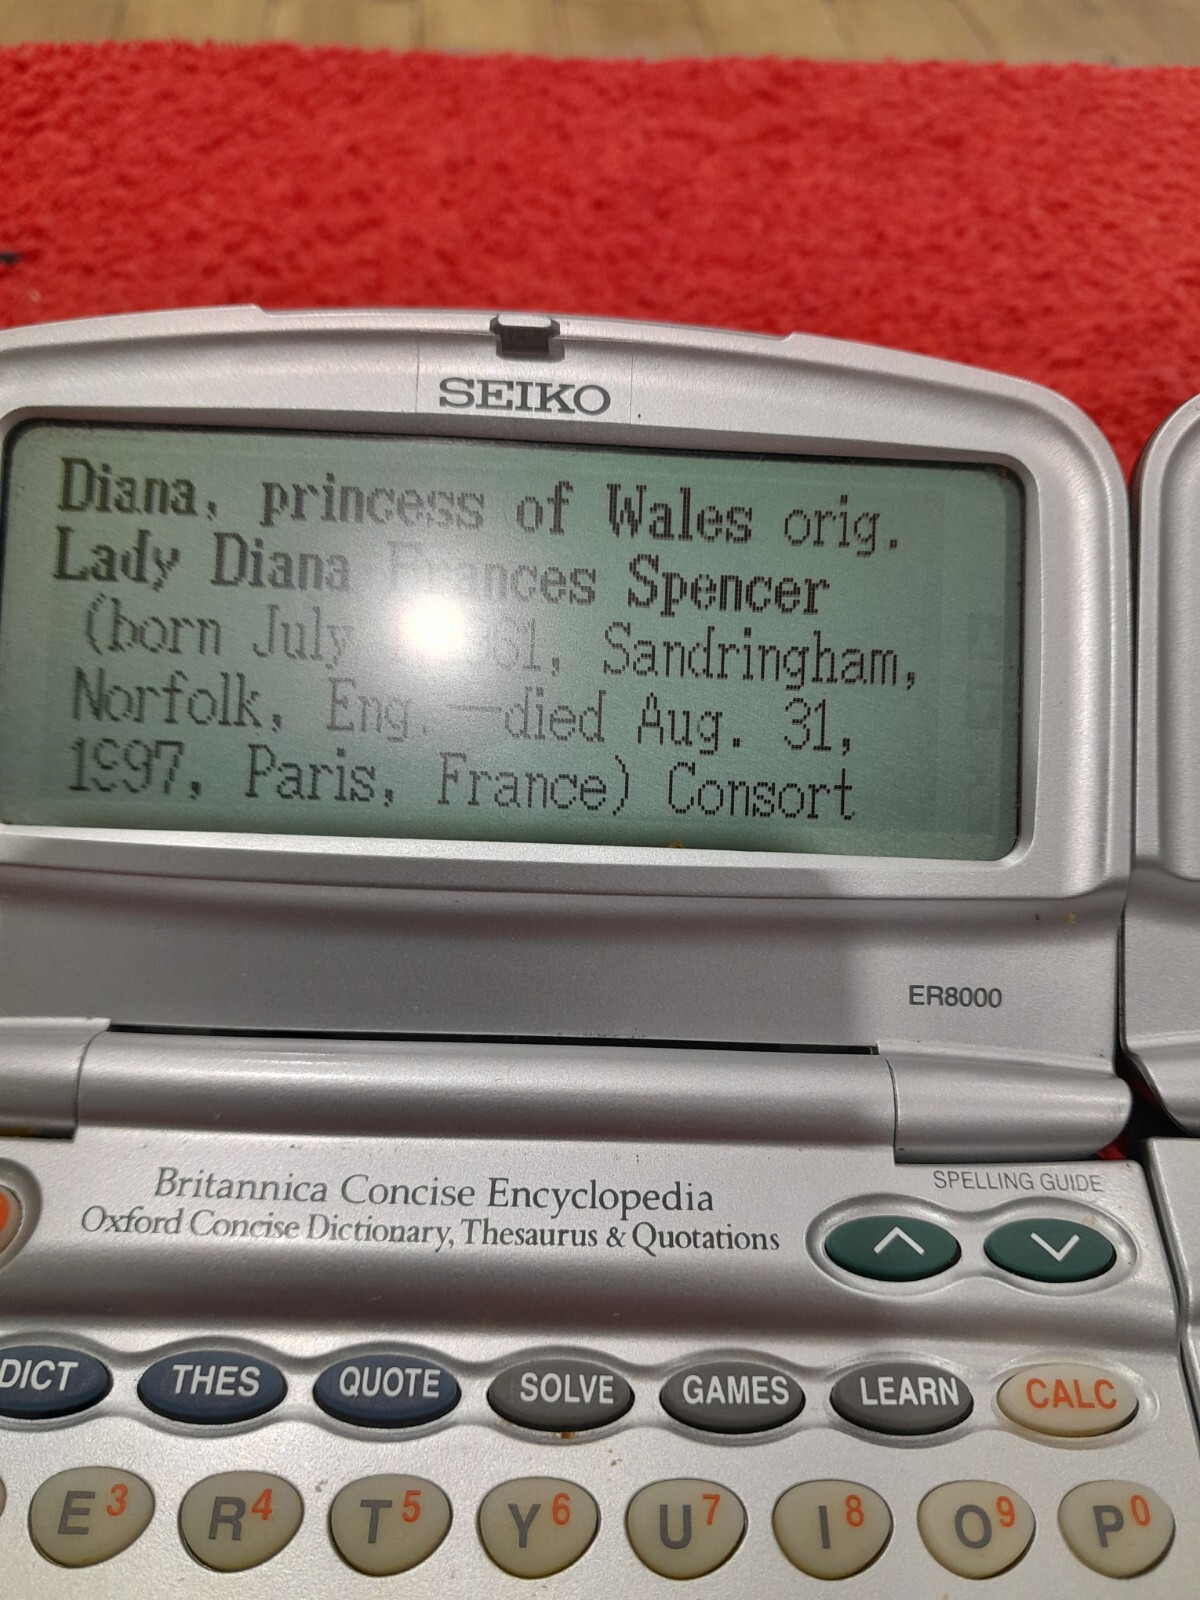 SEIKO
Diana, princess of Wales orig.
Lady Diana Frances Spencer
(born July 61, Sandringham,
Norfolk, Eng.—died Aug. 31,
1997, Paris, France) Consort
ER8000
Britannica Concise Encyclopedia
Oxford Concise Dictionary, Thesaurus & Quotations
SPELLING GUIDE
DICT THES QUOTE SOLVE GAMES LEARN CALC
E3 R4 T5 Y6 U7 I8 O9 P0